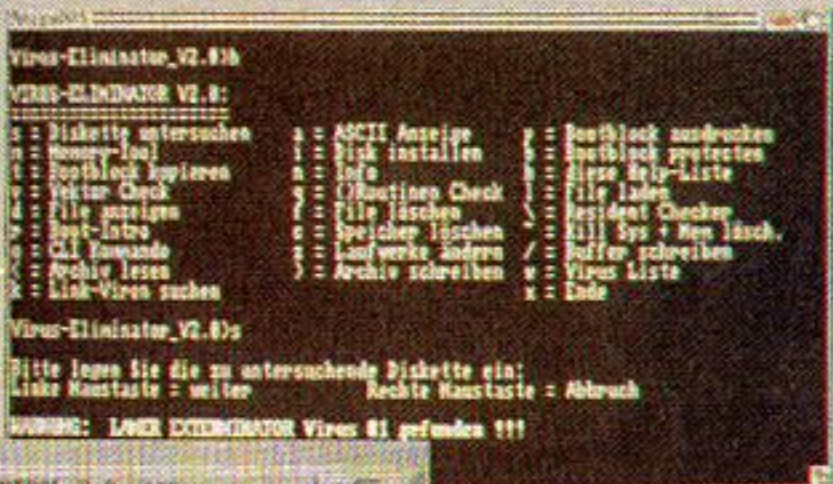 Virus-Eliminator_V2.0>h
VIRUS-ELIMINATOR V2.0:
= Diskette untersuchen a = ASCII Anzeige = Bootblock ausdrucken
= Memory-Tool i = Disk installen = Bootblock protecten
= Bootblock kopieren n = Info h = Diese Help-Liste
= Vektor Check = ()Routinen Check l = File laden
= File anzeigen f = File löschen \ = Resident Checker
= Boot-Intro = Speicher löschen = Kill Sys + Mem lösch.
= CLI Kommando = Laufwerke ändern / = Buffer schreiben
< = Archiv lesen > = Archiv schreiben v = Virus Liste
k = Link-Viren suchen x = Ende
Virus-Eliminator_V2.0>s
Bitte legen Sie die zu untersuchende Diskette ein:
Linke Maustaste = weiter Rechte Maustaste = Abbruch
WARNUNG: LAMER EXTERMINATOR Virus 01 gefunden !!!